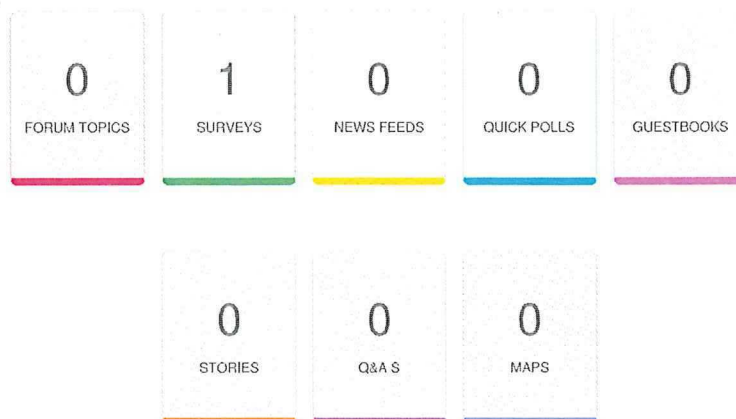 0 1 0 0 0
FORUM TOPICS SURVEYS NEWS FEEDS QUICK POLLS GUESTBOOKS
0 0 0
STORIES Q&A S MAPS